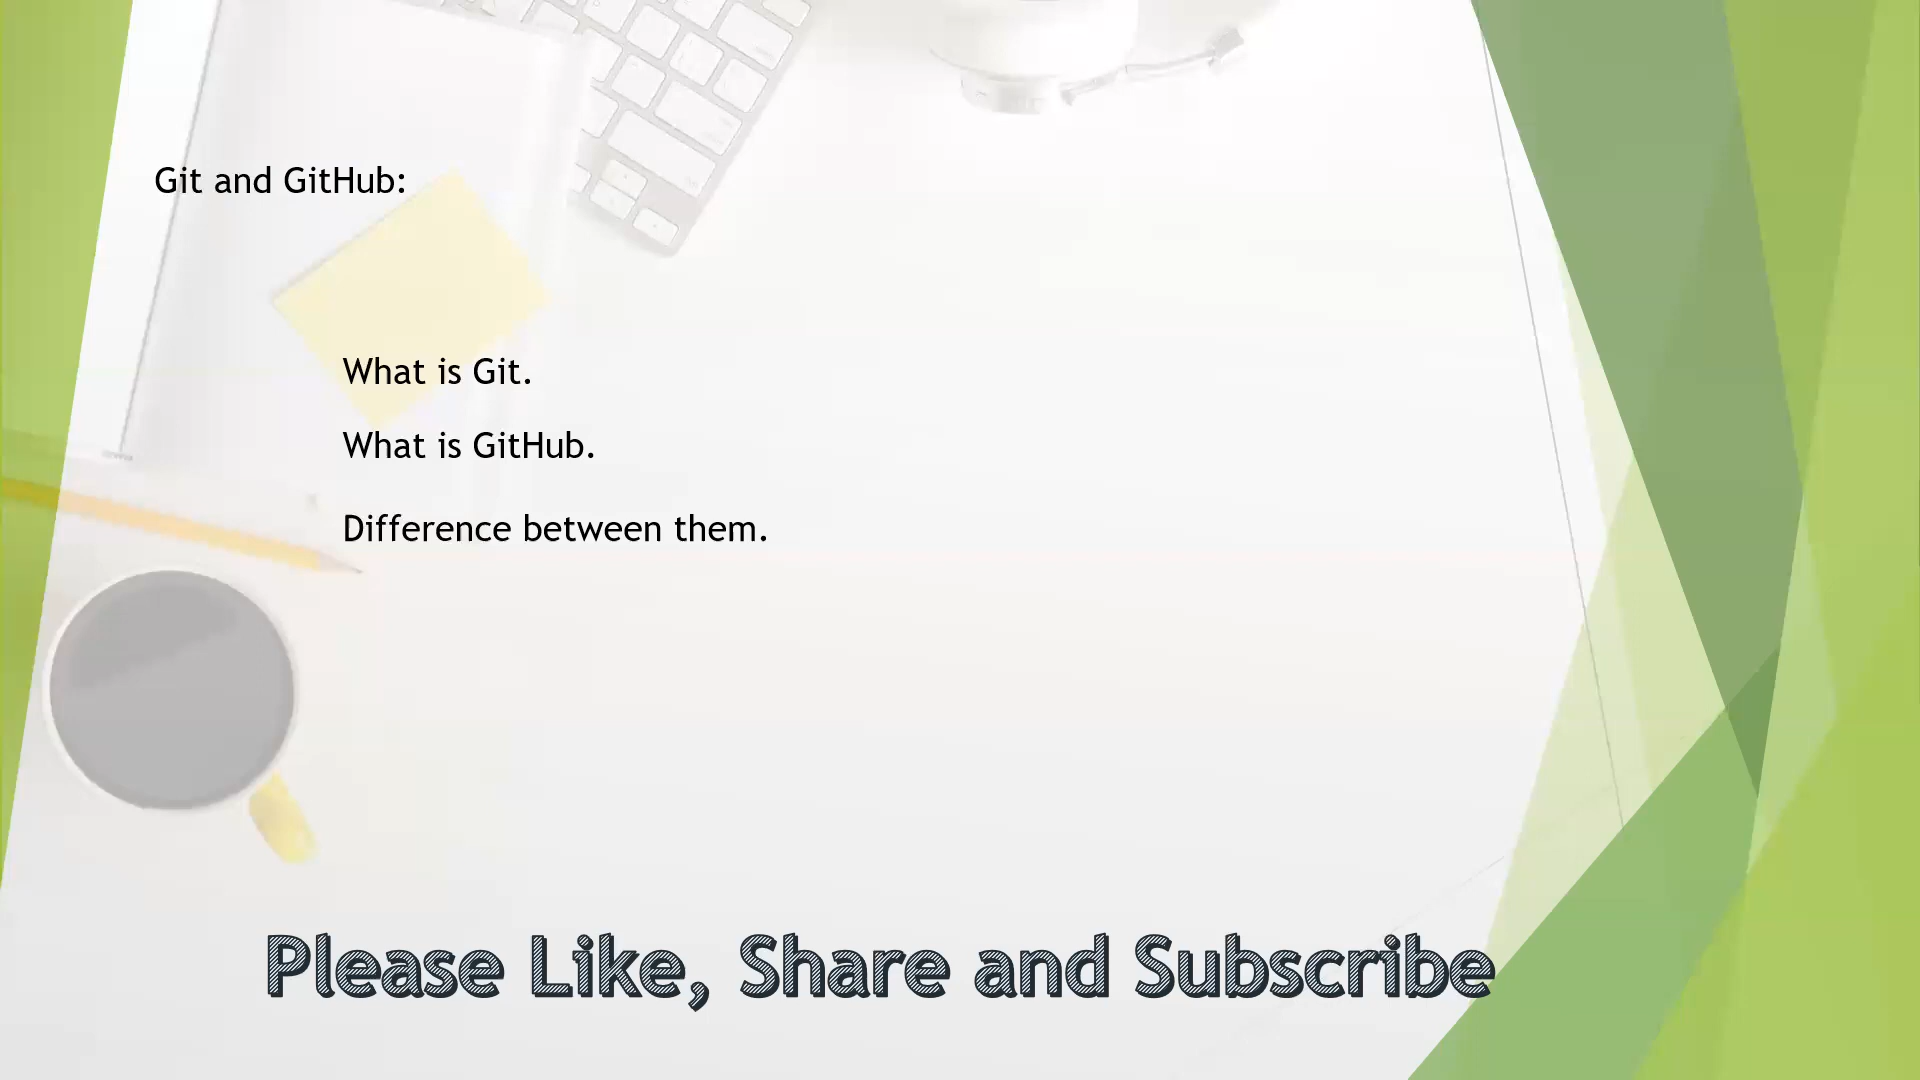 Git and GitHub:
What is Git.
What is GitHub.
Difference between them.
Please Like, Share and Subscribe